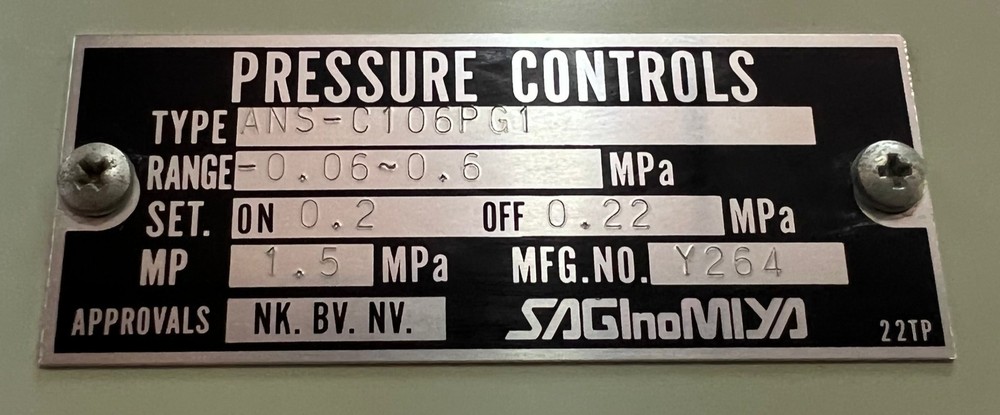 PRESSURE CONTROLS
TYPE ANS-C106PG1
RANGE -0.06~0.6 MPa
SET. ON 0.2 OFF 0.22 MPa
MP 1.5 MPa MFG.NO. Y264
APPROVALS NK. BV. NV. SAGInoMIYA 22TP